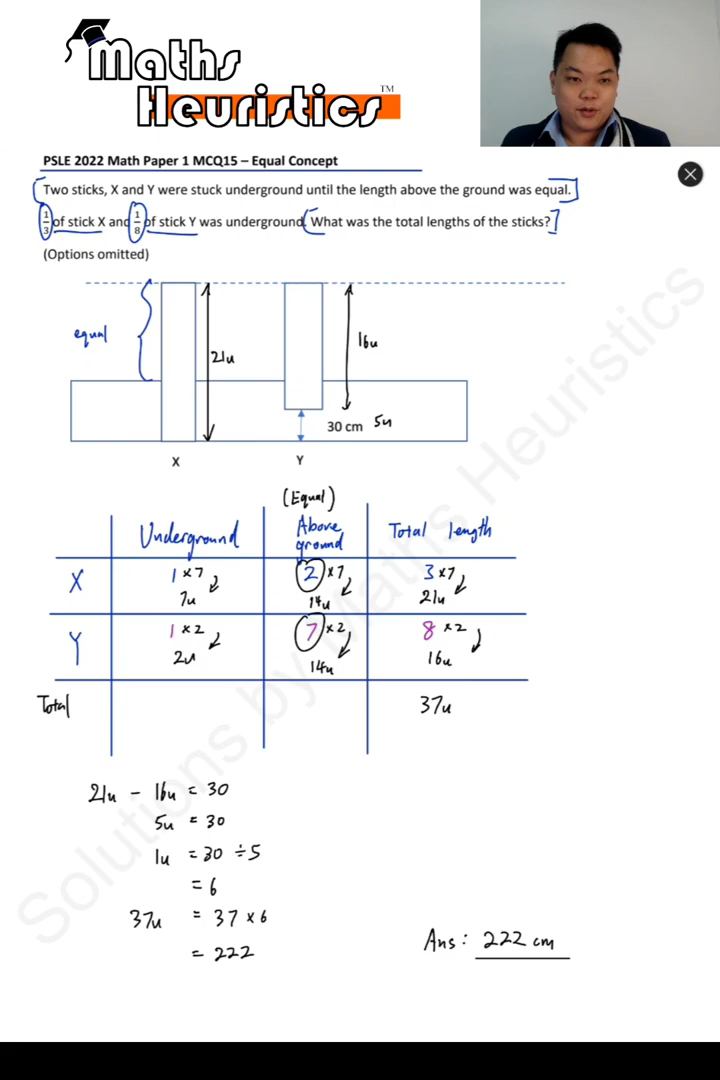 Maths
Heuristics™
PSLE 2022 Math Paper 1 MCQ15 – Equal Concept
Two sticks, X and Y were stuck underground until the length above the ground was equal.
1/3 of stick X and 1/8 of stick Y was underground. What was the total lengths of the sticks?
(Options omitted)
equal
21u
16u
30 cm 5u
X Y
(Equal)
Underground Above ground Total length
X 1 ×7 2 ×7 3 ×7
7u 14u 21u
Y 1 ×2 7 ×2 8 ×2
2u 14u 16u
Total 37u
21u - 16u = 30
5u = 30
1u = 30 ÷ 5
= 6
37u = 37 × 6
= 222
Ans: 222 cm
Solutions by Maths Heuristics